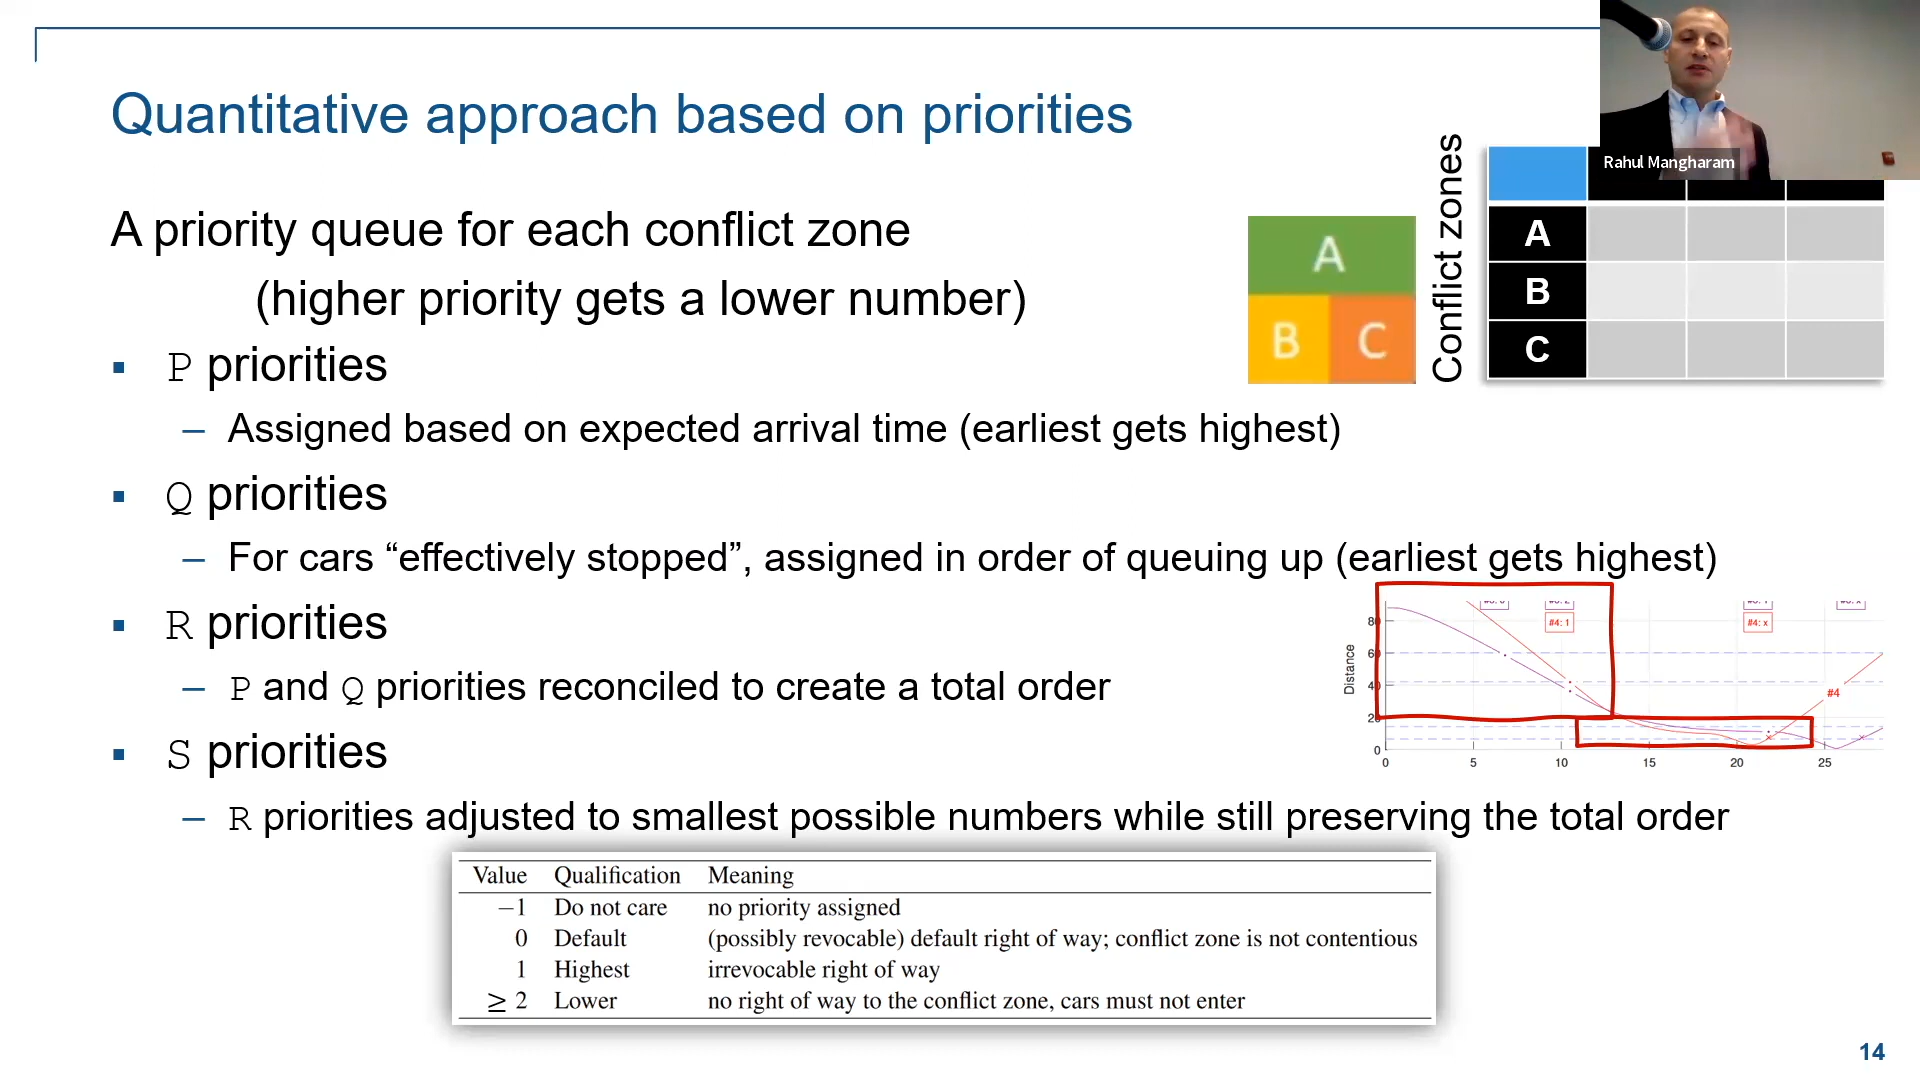 Quantitative approach based on priorities
Rahul Mangharam
A priority queue for each conflict zone
(higher priority gets a lower number)
A
B C
Conflict zones
A
B
C
▪ P priorities
– Assigned based on expected arrival time (earliest gets highest)
▪ Q priorities
– For cars “effectively stopped”, assigned in order of queuing up (earliest gets highest)
▪ R priorities
– P and Q priorities reconciled to create a total order
▪ S priorities
– R priorities adjusted to smallest possible numbers while still preserving the total order
#4: 1
#4: x
#4
Distance
80
60
40
20
0
0 5 10 15 20 25
Value Qualification Meaning
−1 Do not care no priority assigned
0 Default (possibly revocable) default right of way; conflict zone is not contentious
1 Highest irrevocable right of way
≥ 2 Lower no right of way to the conflict zone, cars must not enter
14